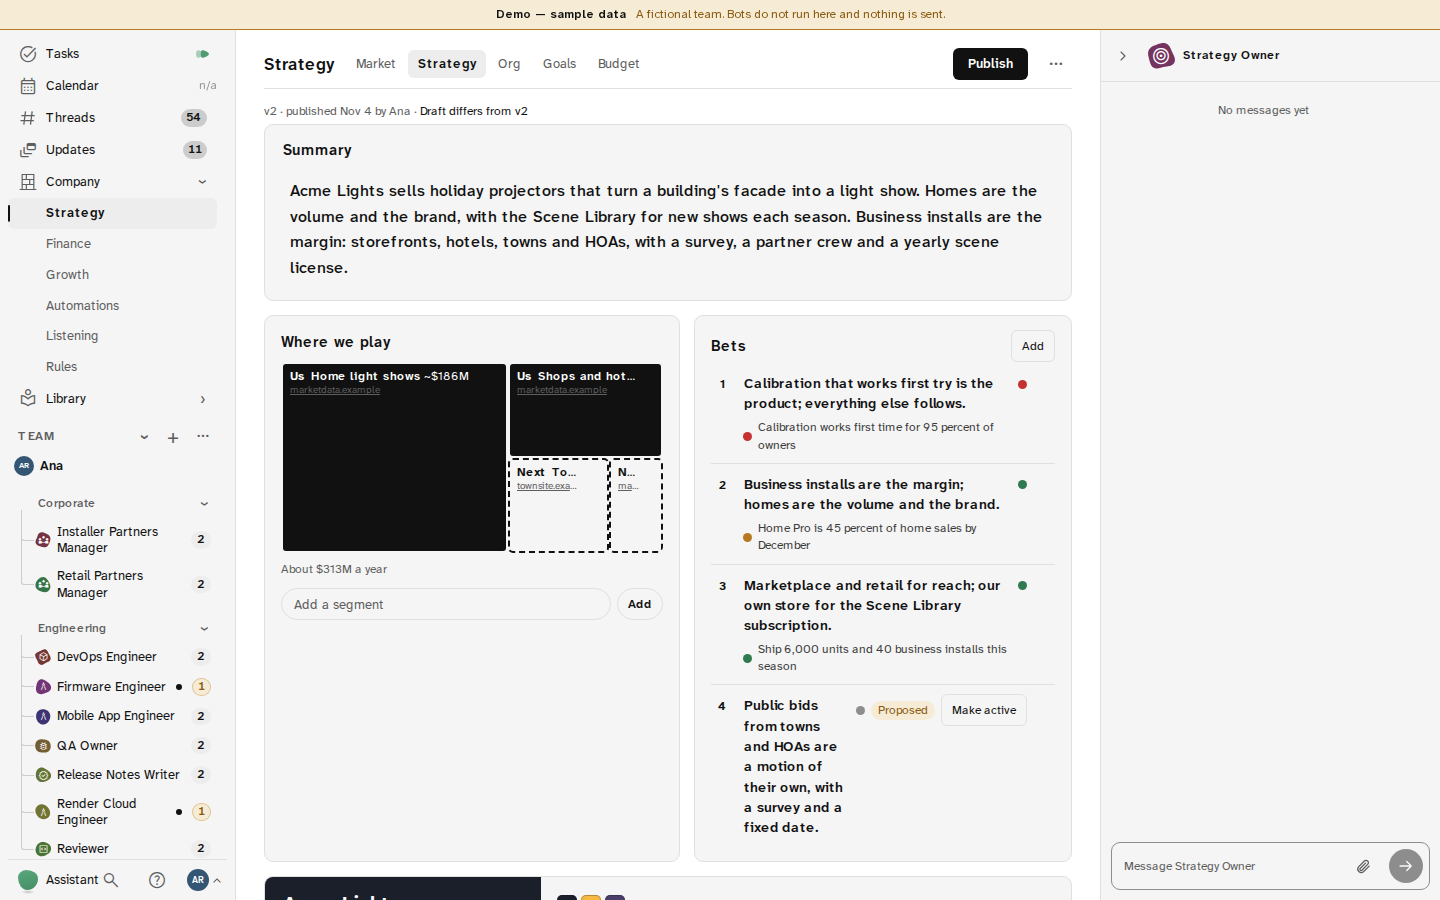 Demo — sample data A fictional team. Bots do not run here and nothing is sent.
Tasks
Calendar n/a
Threads 54
Updates 11
Company
Strategy
Finance
Growth
Automations
Listening
Rules
Library
TEAM
AR Ana
Corporate
Installer Partners
Manager
2
Retail Partners
Manager
2
Engineering
DevOps Engineer 2
Firmware Engineer 1
Mobile App Engineer 2
QA Owner 2
Release Notes Writer 2
Render Cloud
Engineer
1
Reviewer 2
Assistant
AR
Strategy Market Strategy Org Goals Budget Publish
v2 · published Nov 4 by Ana · Draft differs from v2
Summary
Acme Lights sells holiday projectors that turn a building's facade into a light show. Homes are the
volume and the brand, with the Scene Library for new shows each season. Business installs are the
margin: storefronts, hotels, towns and HOAs, with a survey, a partner crew and a yearly scene
license.
Where we play
Us Home light shows ~$186M
marketdata.example
Us Shops and hot…
marketdata.example
Next To…
townsite.exa…
N…
ma…
About $313M a year
Add a segment Add
Bets Add
1 Calibration that works first try is the
product; everything else follows.
Calibration works first time for 95 percent of
owners
2 Business installs are the margin;
homes are the volume and the brand.
Home Pro is 45 percent of home sales by
December
3 Marketplace and retail for reach; our
own store for the Scene Library
subscription.
Ship 6,000 units and 40 business installs this
season
4 Public bids
from towns
and HOAs are
a motion of
their own, with
a survey and a
fixed date.
Proposed Make active
Strategy Owner
No messages yet
Message Strategy Owner